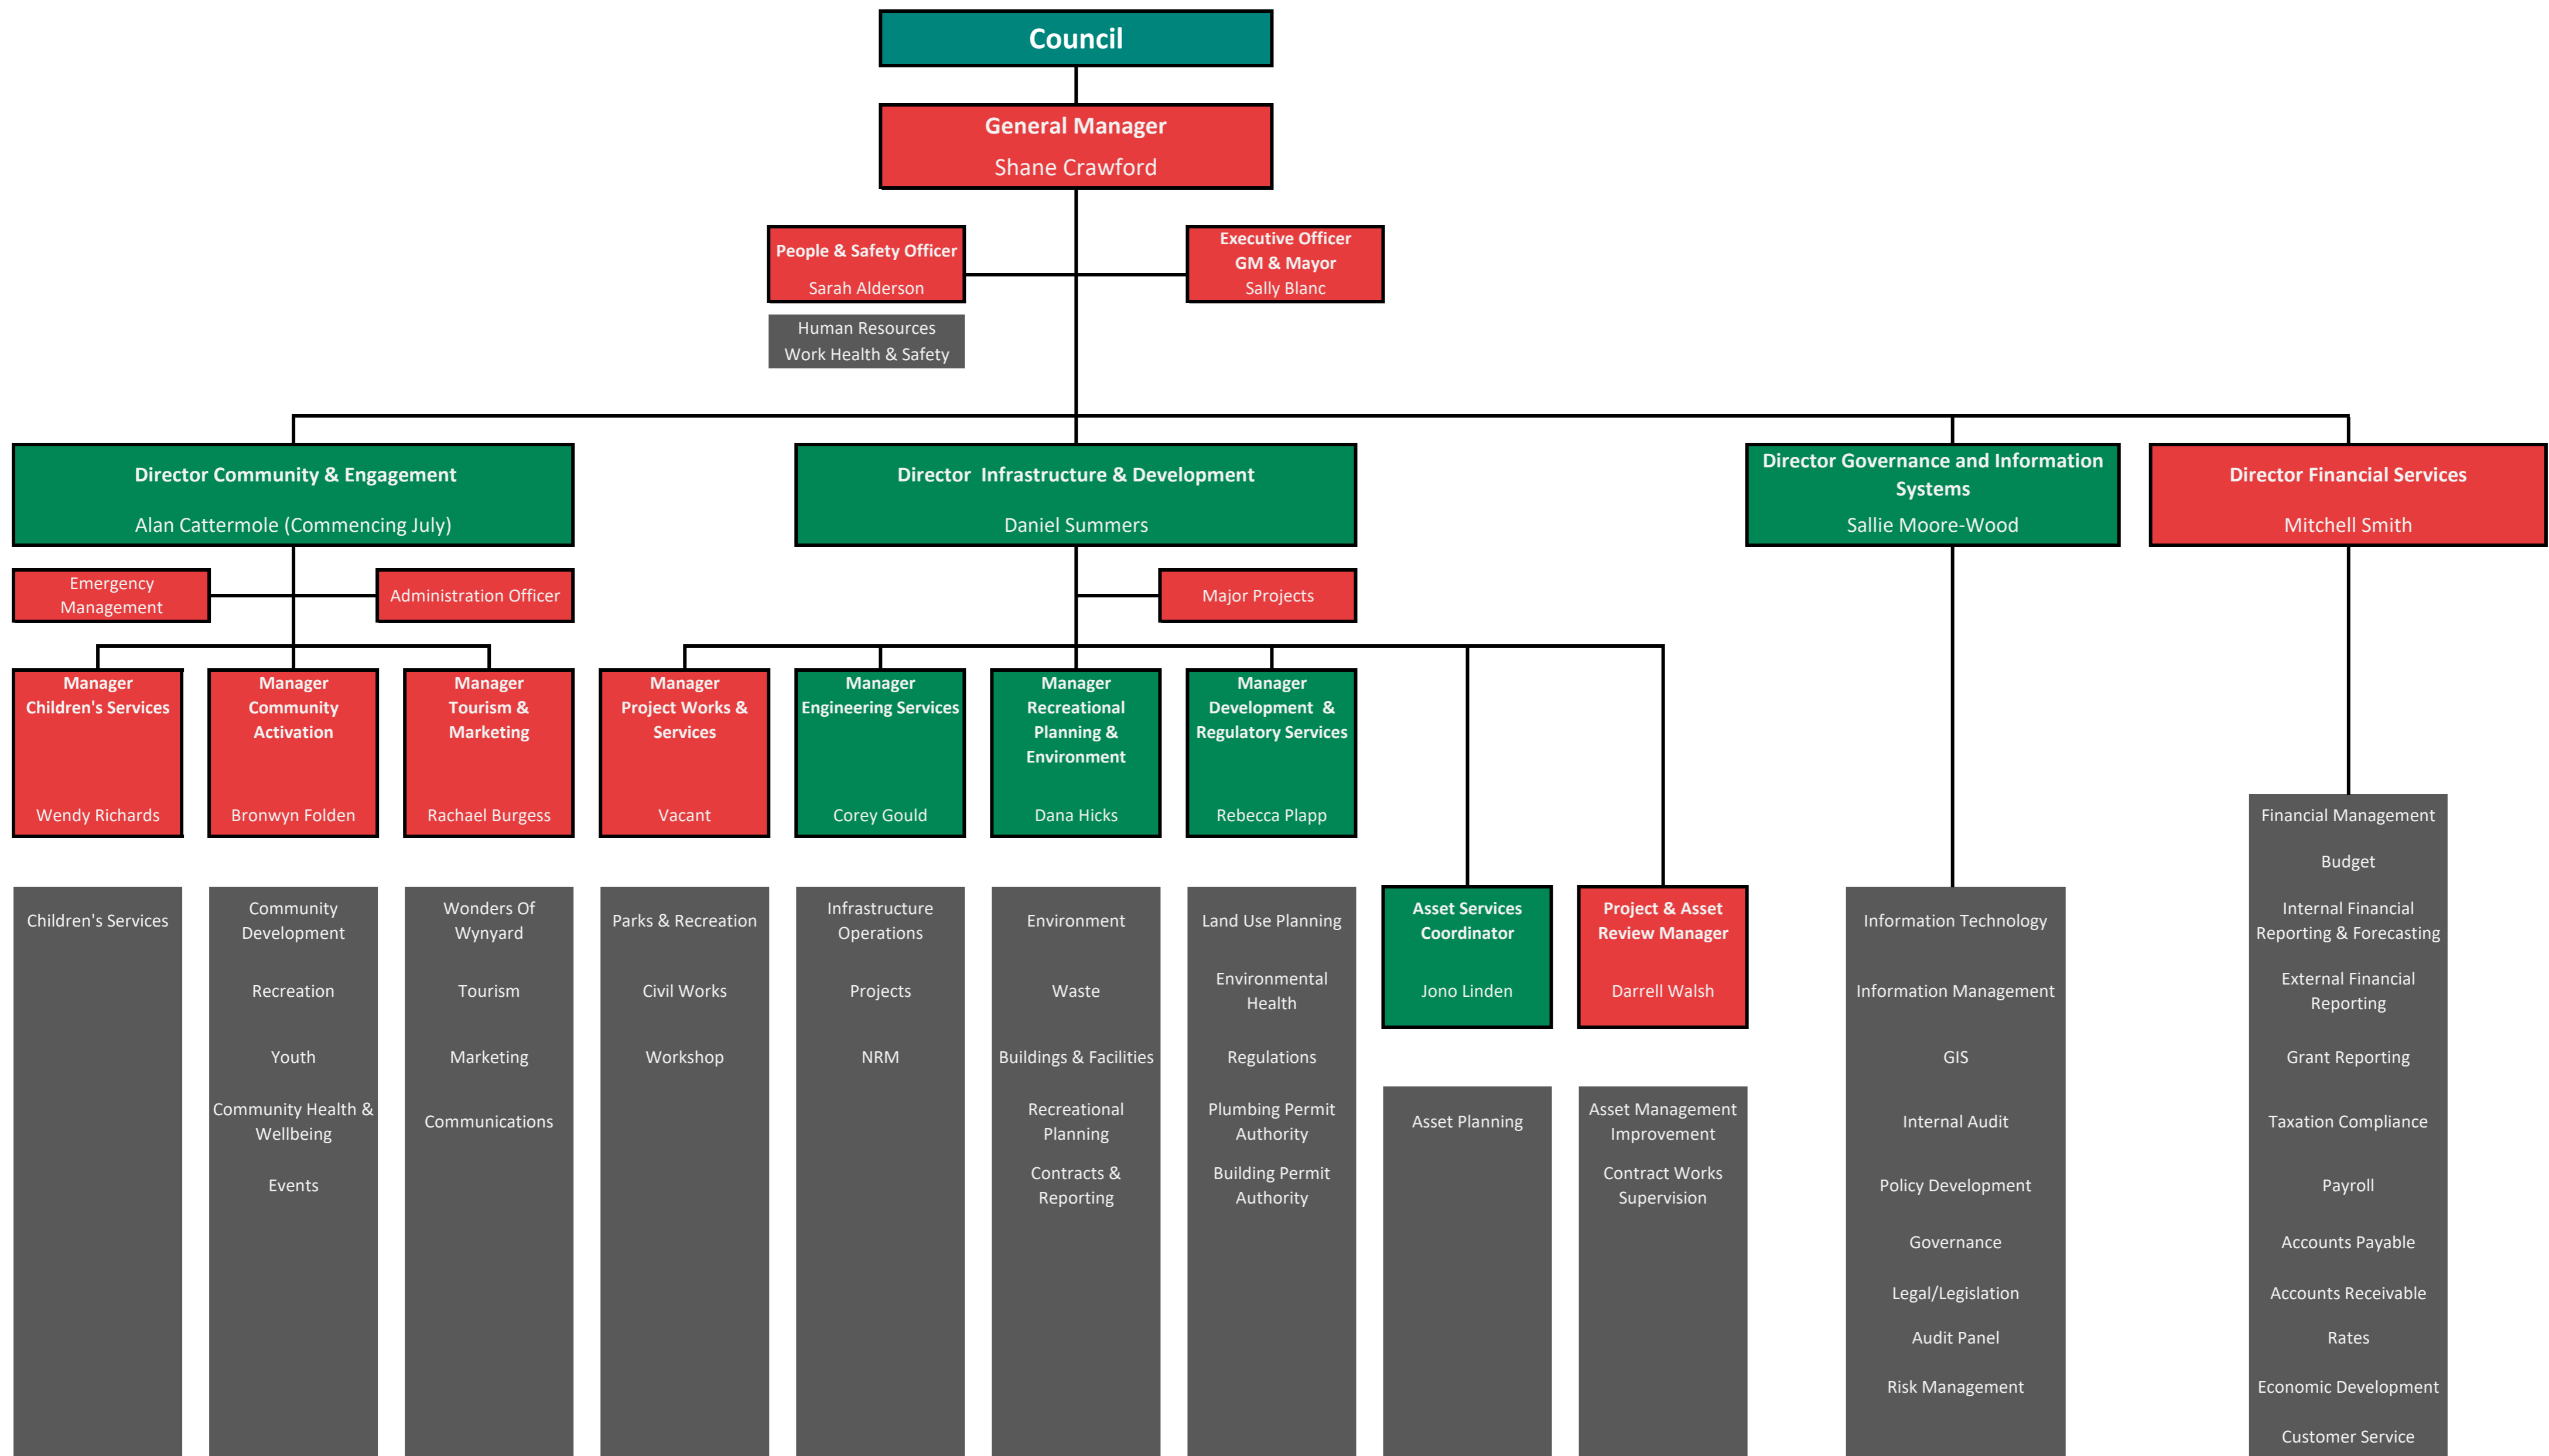 Council
General Manager
Shane Crawford
People & Safety Officer
Sarah Alderson
Executive Officer
GM & Mayor
Sally Blanc
Human Resources
Work Health & Safety
Director Community & Engagement
Alan Cattermole (Commencing July)
Director Infrastructure & Development
Daniel Summers
Director Governance and Information
Systems
Sallie Moore-Wood
Director Financial Services
Mitchell Smith
Emergency
Management
Administration Officer
Major Projects
Manager
Children's Services
Wendy Richards
Manager
Community
Activation
Bronwyn Folden
Manager
Tourism &
Marketing
Rachael Burgess
Manager
Project Works &
Services
Vacant
Manager
Engineering Services
Corey Gould
Manager
Recreational
Planning &
Environment
Dana Hicks
Manager
Development &
Regulatory Services
Rebecca Plapp
Children's Services
Community
Development
Recreation
Youth
Community Health &
Wellbeing
Events
Wonders Of
Wynyard
Tourism
Marketing
Communications
Parks & Recreation
Civil Works
Workshop
Infrastructure
Operations
Projects
NRM
Environment
Waste
Buildings & Facilities
Recreational
Planning
Contracts &
Reporting
Land Use Planning
Environmental
Health
Regulations
Plumbing Permit
Authority
Building Permit
Authority
Asset Services
Coordinator
Jono Linden
Asset Planning
Project & Asset
Review Manager
Darrell Walsh
Asset Management
Improvement
Contract Works
Supervision
Information Technology
Information Management
GIS
Internal Audit
Policy Development
Governance
Legal/Legislation
Audit Panel
Risk Management
Financial Management
Budget
Internal Financial
Reporting & Forecasting
External Financial
Reporting
Grant Reporting
Taxation Compliance
Payroll
Accounts Payable
Accounts Receivable
Rates
Economic Development
Customer Service